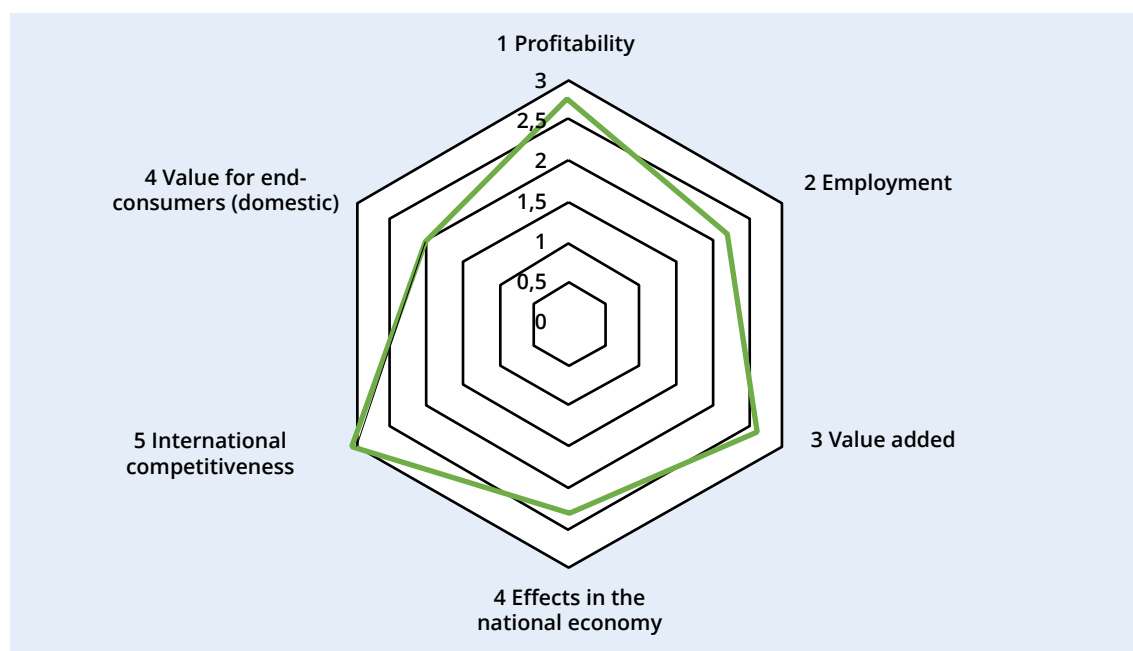 1 Profitability
3
2,5
2
1,5
1
0,5
0
4 Value for end-
consumers (domestic)
2 Employment
5 International
competitiveness
3 Value added
4 Effects in the
national economy